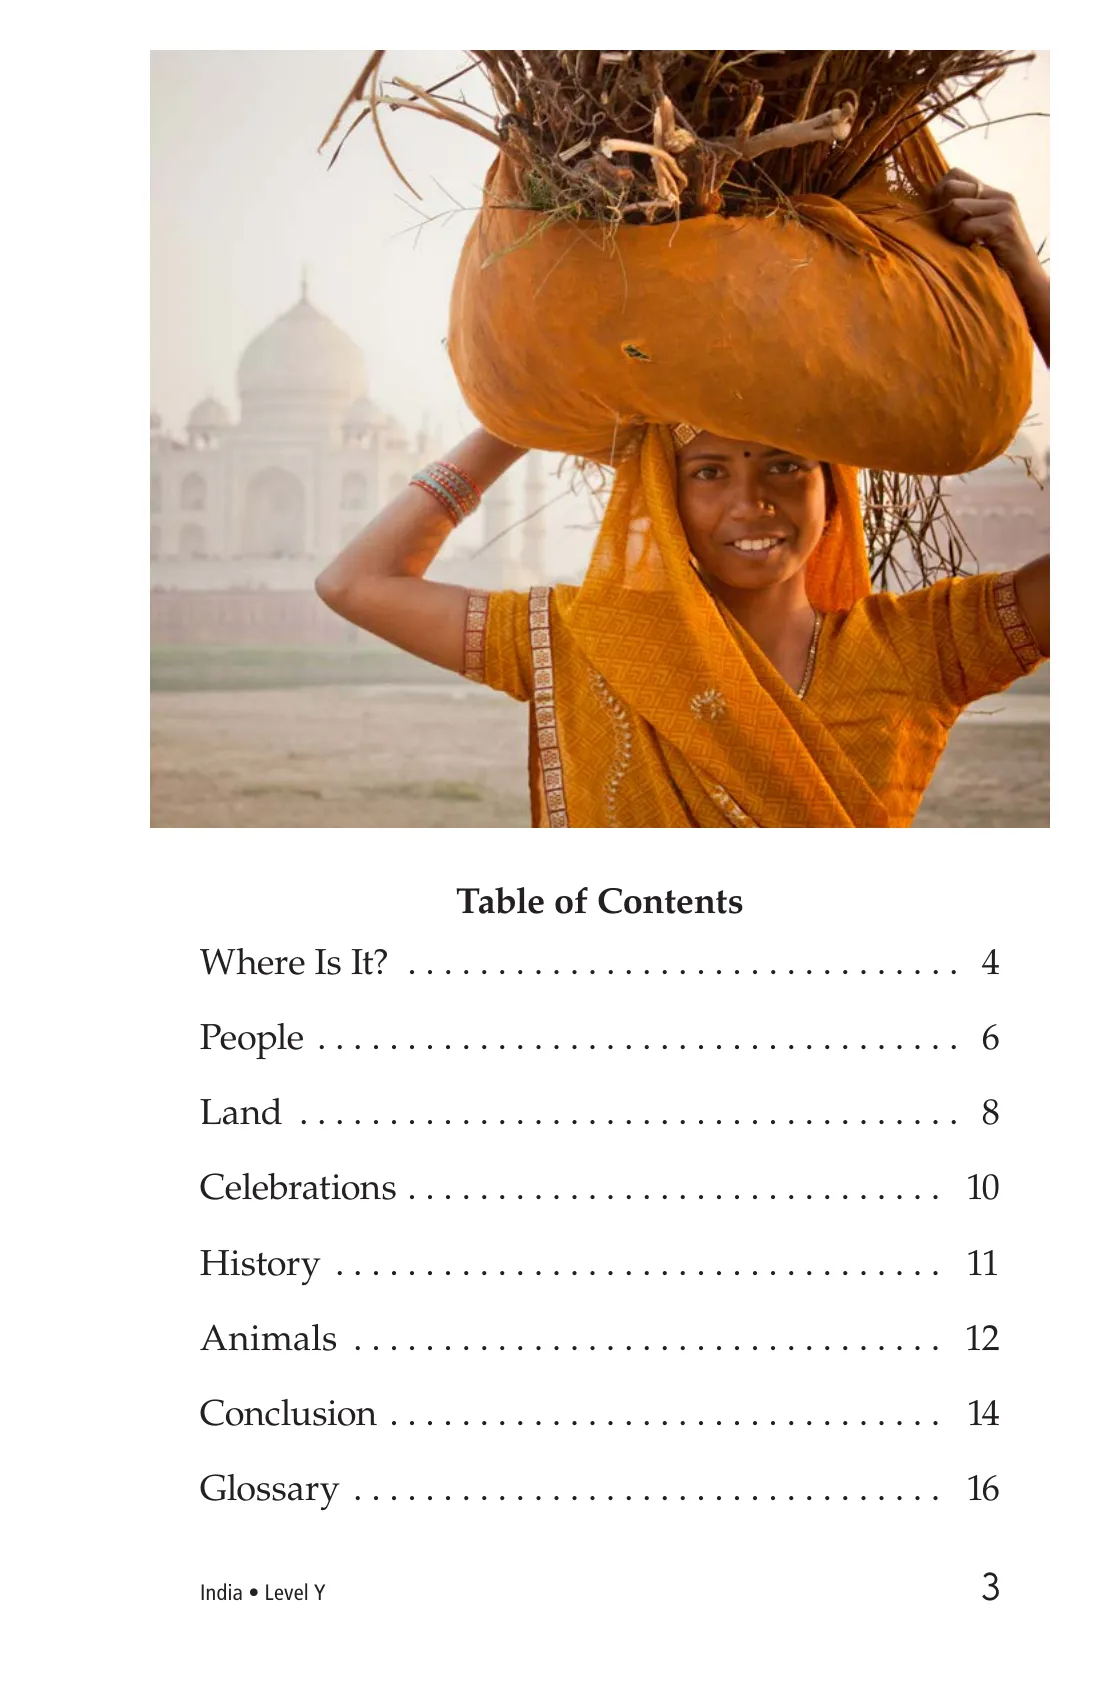 Table of Contents
Where Is It? . . . . . . . . . . . . . . . . . . . . . . . . . . . . . . . 4
People . . . . . . . . . . . . . . . . . . . . . . . . . . . . . . . . . . . . 6
Land . . . . . . . . . . . . . . . . . . . . . . . . . . . . . . . . . . . . . 8
Celebrations . . . . . . . . . . . . . . . . . . . . . . . . . . . . . . 10
History . . . . . . . . . . . . . . . . . . . . . . . . . . . . . . . . . . 11
Animals . . . . . . . . . . . . . . . . . . . . . . . . . . . . . . . . . 12
Conclusion . . . . . . . . . . . . . . . . . . . . . . . . . . . . . . . 14
Glossary . . . . . . . . . . . . . . . . . . . . . . . . . . . . . . . . . 16
India • Level Y 3